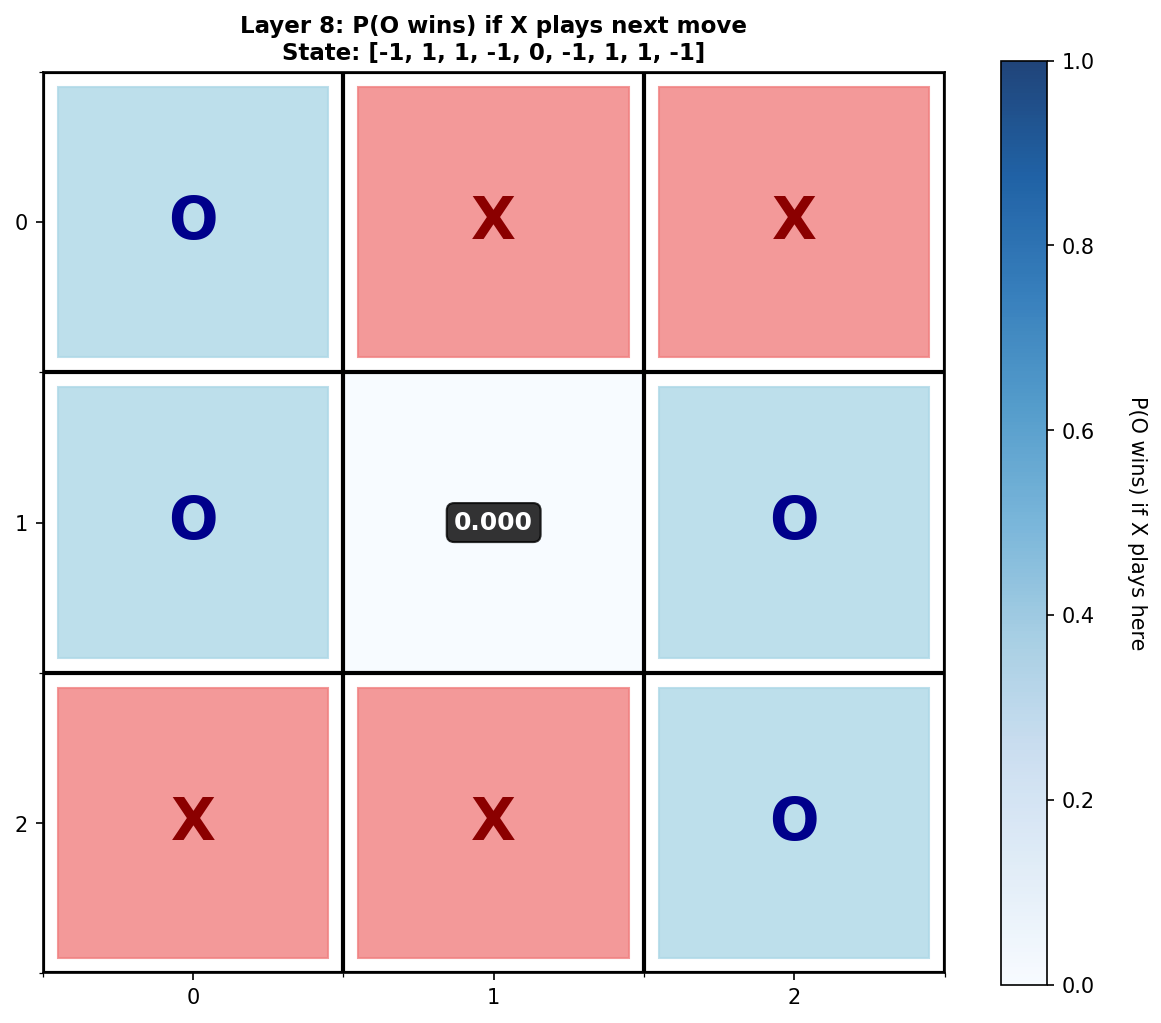 Layer 8: P(O wins) if X plays next move
State: [-1, 1, 1, -1, 0, -1, 1, 1, -1]
0
O
X
X
1
O
0.000
O
2
X
X
O
0
1
2
1.0
0.8
0.6
0.4
0.2
0.0
P(O wins) if X plays here